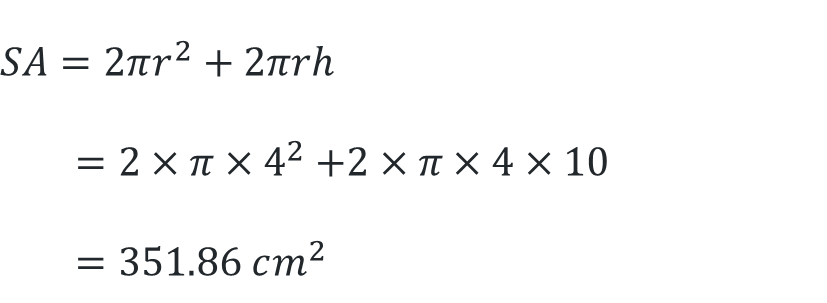 SA = 2πr² + 2πrh
= 2 × π × 4² +2 × π × 4 × 10
= 351.86 cm²